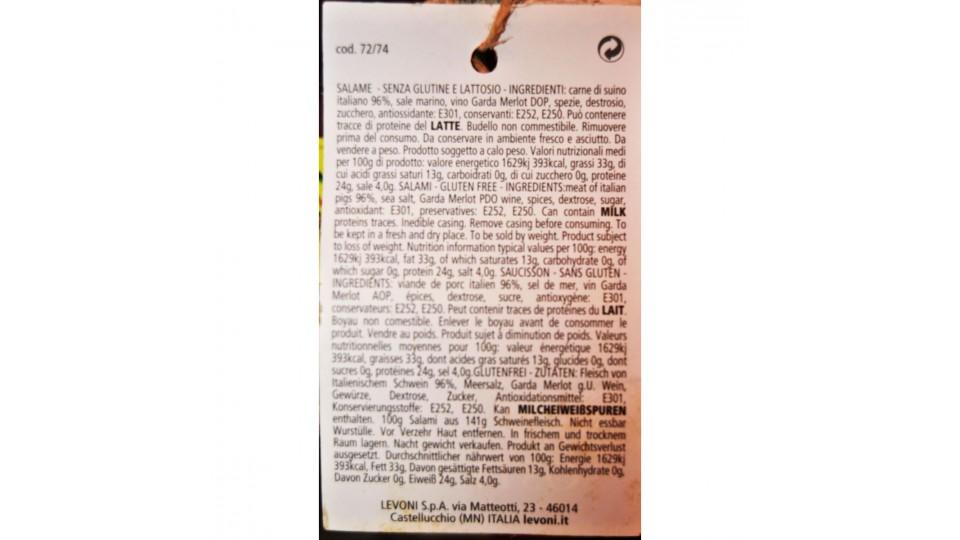 cod. 72/74
SALAME - SENZA GLUTINE E LATTOSIO - INGREDIENTI: carne di suino
italiano 96%, sale marino, vino Garda Merlot DOP, spezie, destrosio,
zucchero, antiossidante: E301, conservanti: E252, E250. Può contenere
tracce di proteine del LATTE. Budello non commestibile. Rimuovere
prima del consumo. Da conservare in ambiente fresco e asciutto. Da
vendere a peso. Prodotto soggetto a calo peso. Valori nutrizionali medi
per 100g di prodotto: valore energetico 1629kj 393kcal, grassi 33g, di
cui acidi grassi saturi 13g, carboidrati 0g, di cui zucchero 0g, proteine
24g, sale 4,0g. SALAMI - GLUTEN FREE - INGREDIENTS:meat of italian
pigs 96%, sea salt, Garda Merlot PDO wine, spices, dextrose, sugar,
antioxidant: E301, preservatives: E252, E250. Can contain MILK
proteins traces. Inedible casing. Remove casing before consuming. To
be kept in a fresh and dry place. To be sold by weight. Product subject
to loss of weight. Nutrition information typical values per 100g: energy
1629kj 393kcal, fat 33g, of which saturates 13g, carbohydrate 0g, of
which sugar 0g, protein 24g, salt 4,0g. SAUCISSON - SANS GLUTEN -
INGRÉDIENTS: viande de porc italien 96%, sel de mer, vin Garda
Merlot AOP, épices, dextrose, sucre, antioxygène: E301,
conservateurs: E252, E250. Peut contenir traces de protéines du LAIT.
Boyau non comestible. Enlever le boyau avant de consommer le
produit. Vendre au poids. Produit sujet à diminution de poids. Valeurs
nutritionnelles moyennes pour 100g: valeur énergétique 1629kj
393kcal, graisses 33g, dont acides gras saturés 13g, glucides 0g, dont
sucres 0g, protéines 24g, sel 4,0g.GLUTENFREI - ZUTATEN: Fleisch von
Italienischem Schwein 96%, Meersalz, Garda Merlot g.U. Wein,
Gewürze, Dextrose, Zucker, Antioxidationsmittel: E301,
Konservierungsstoffe: E252, E250. Kan MILCHEIWEIßSPUREN
enthalten. 100g Salami aus 141g Schweinefleisch. Nicht essbar
Wurstülle. Vor Verzehr Haut entfernen. In frischem und trocknem
Raum lagern. Nacht gewicht verkaufen. Produkt an Gewichtsverlust
ausgesetzt. Durchschnittlicher nährwert von 100g: Energie 1629kj
393kcal, Fett 33g, Davon gesättigte Fettsäuren 13g, Kohlenhydrate 0g,
Davon Zucker 0g, Eiweiß 24g, Salz 4,0g.
LEVONI S.p.A. via Matteotti, 23 - 46014
Castellucchio (MN) ITALIA levoni.it